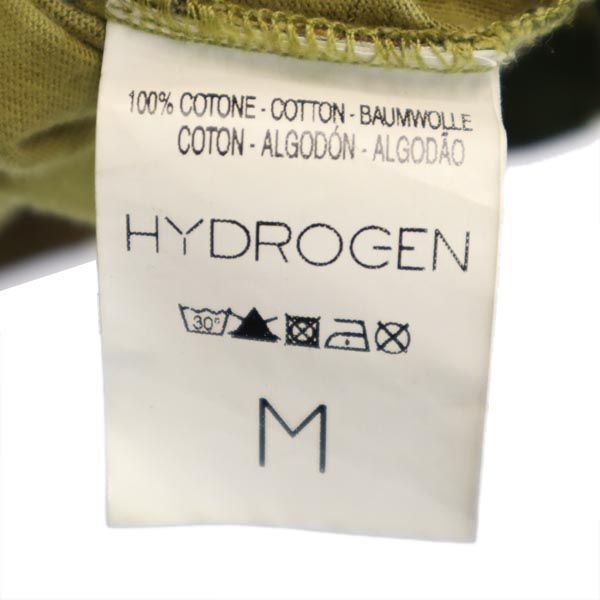 100% COTONE - COTTON - BAUMWOLLE
COTON - ALGODÓN - ALGODÃO
HYDROGEN
30°
M